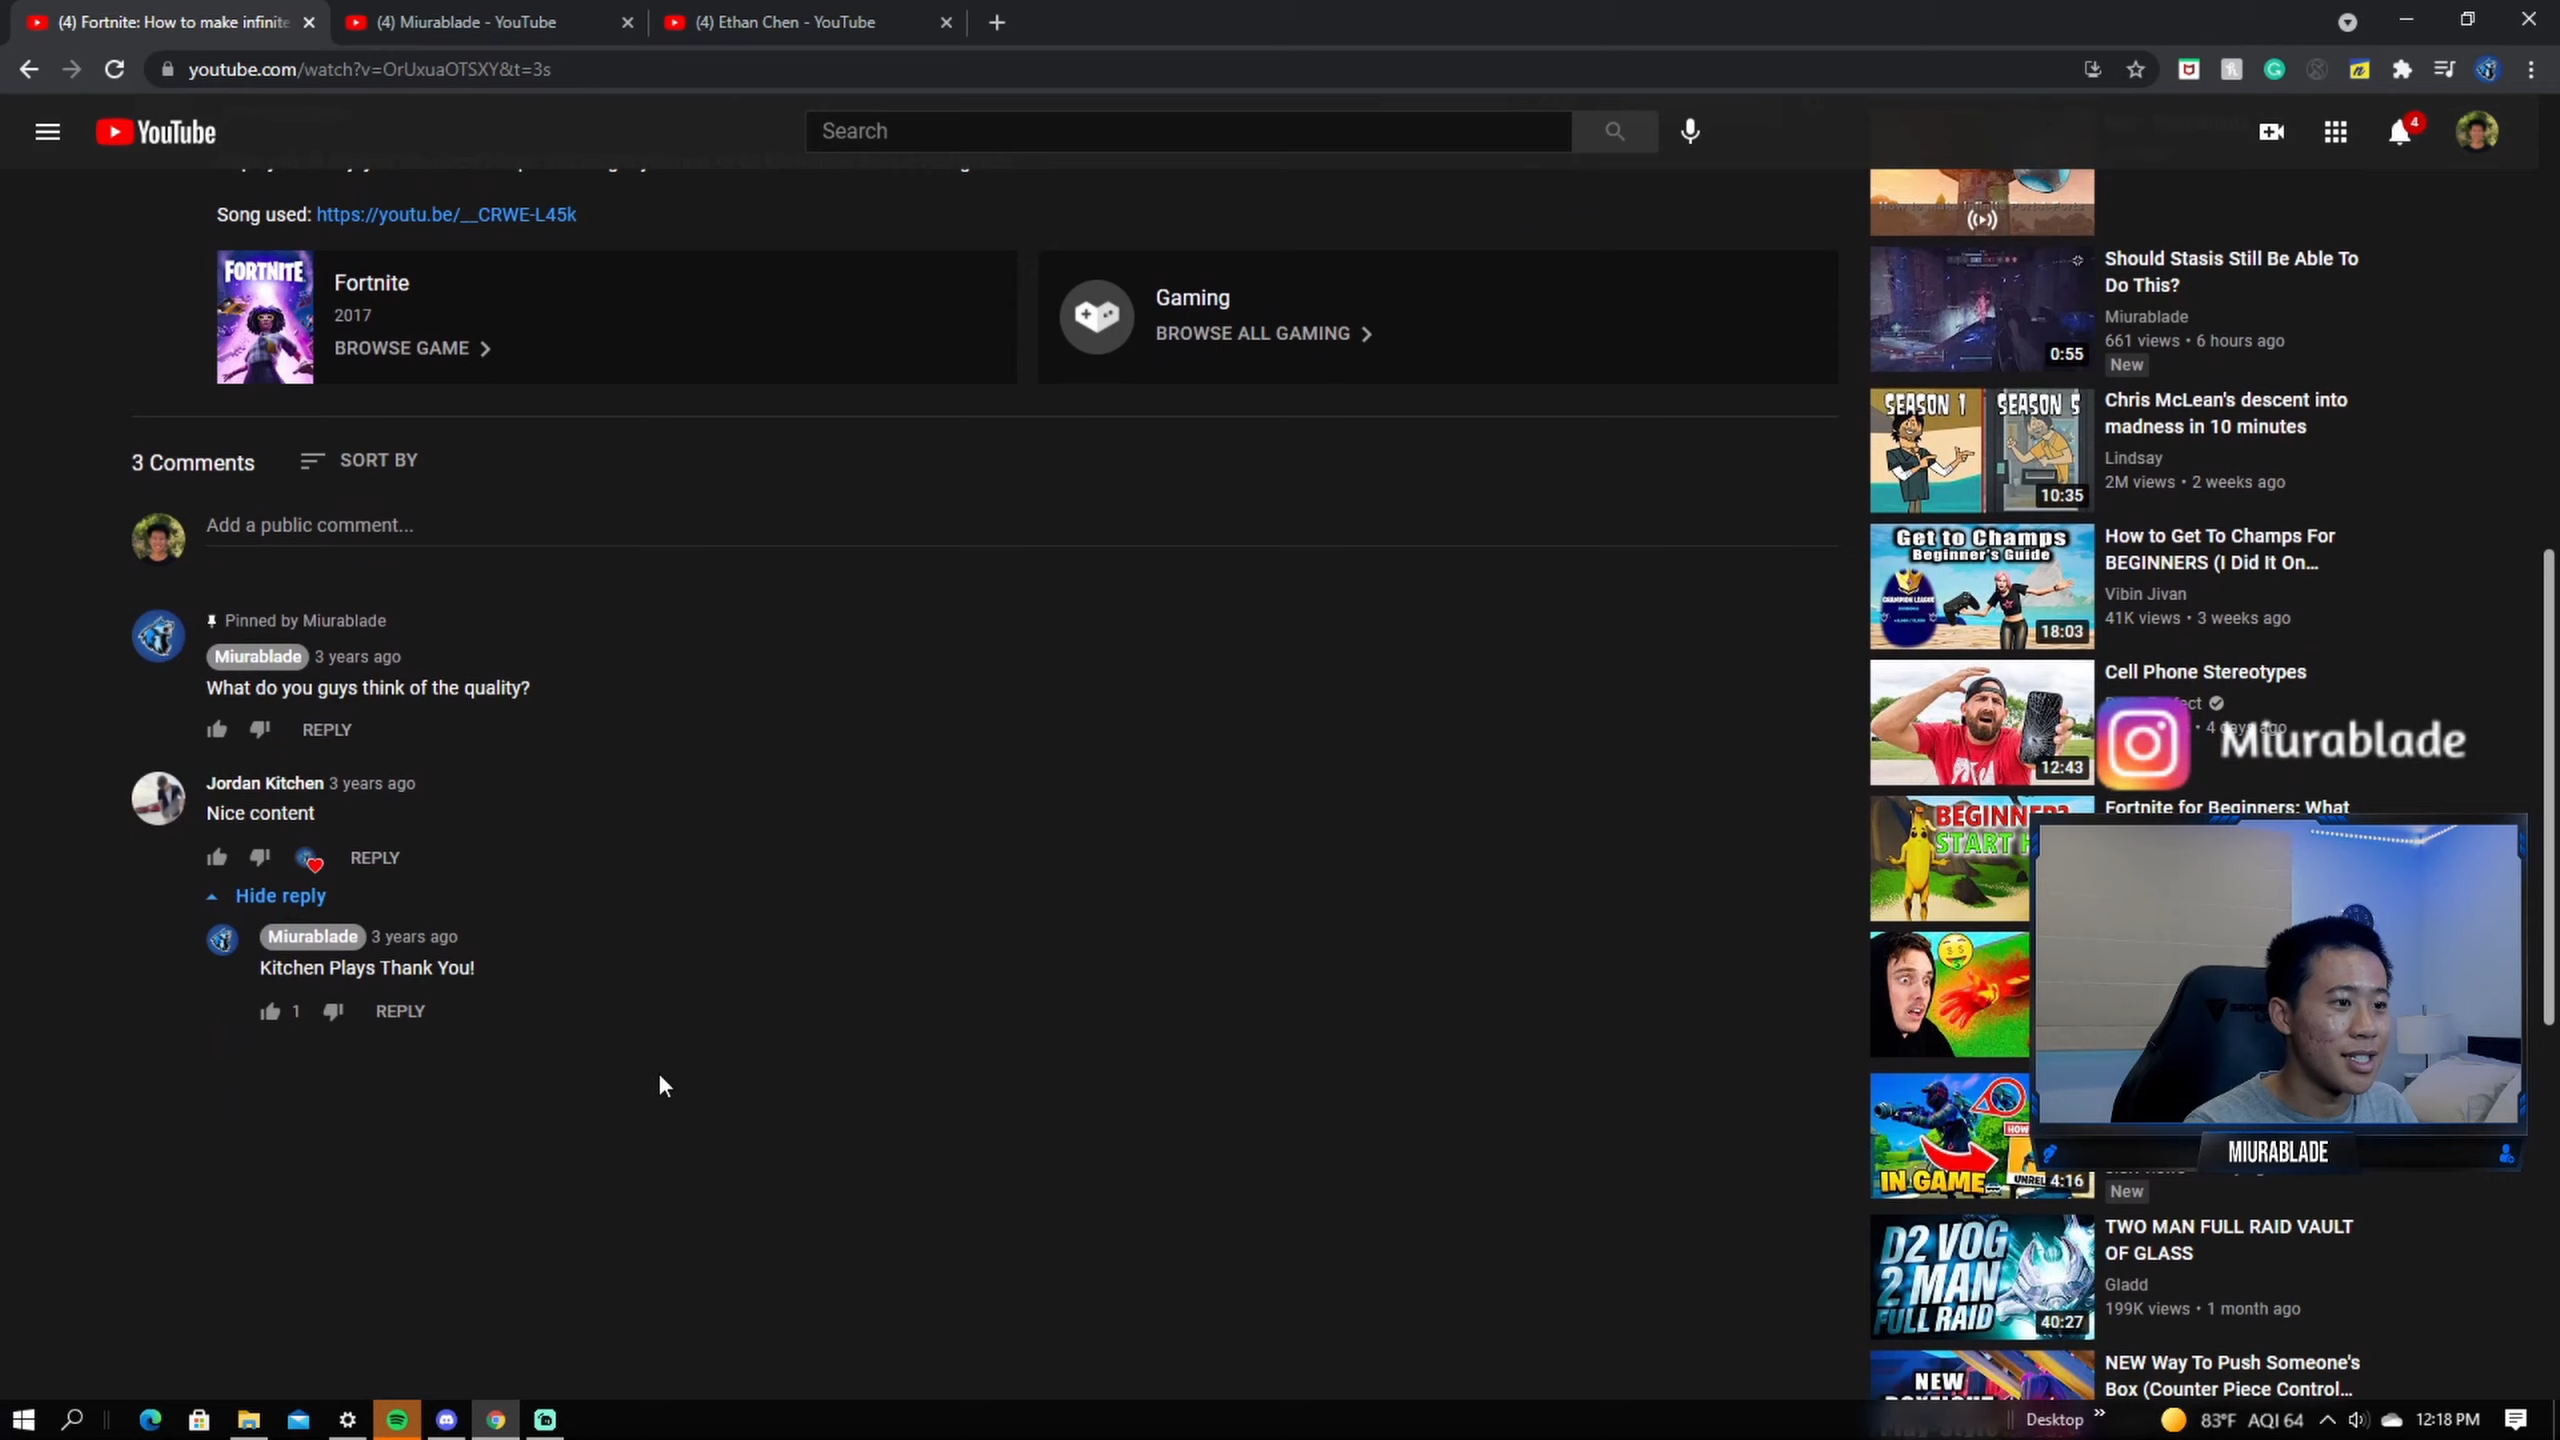 (4) Fortnite: How to make infinite
(4) Miurablade - YouTube
(4) Ethan Chen - YouTube
youtube.com/watch?v=OrUxuaOTSXY&t=3s
YouTube
Search
4
Song used: https://youtu.be/__CRWE-L45k
FORTNITE
Fortnite
2017
BROWSE GAME
Gaming
BROWSE ALL GAMING
3 Comments
SORT BY
Add a public comment...
Pinned by Miurablade
Miurablade 3 years ago
What do you guys think of the quality?
REPLY
Jordan Kitchen 3 years ago
Nice content
REPLY
Hide reply
Miurablade 3 years ago
Kitchen Plays Thank You!
1
REPLY
Should Stasis Still Be Able To
Do This?
Miurablade
661 views • 6 hours ago
New
0:55
SEASON 1 SEASON 5
10:35
Chris McLean's descent into
madness in 10 minutes
Lindsay
2M views • 2 weeks ago
Get to Champs
Beginner's Guide
18:03
How to Get To Champs For
BEGINNERS (I Did It On...
Vibin Jivan
41K views • 3 weeks ago
12:43
Cell Phone Stereotypes
• 4 days ago
Miurablade
START
Fortnite for Beginners: What
MIURABLADE
HOW
IN GAME
4:16
New
D2 VOG
2 MAN
FULL RAID
40:27
TWO MAN FULL RAID VAULT
OF GLASS
Gladd
199K views • 1 month ago
NEW
NEW Way To Push Someone's
Box (Counter Piece Control...
Desktop
83°F AQI 64
12:18 PM